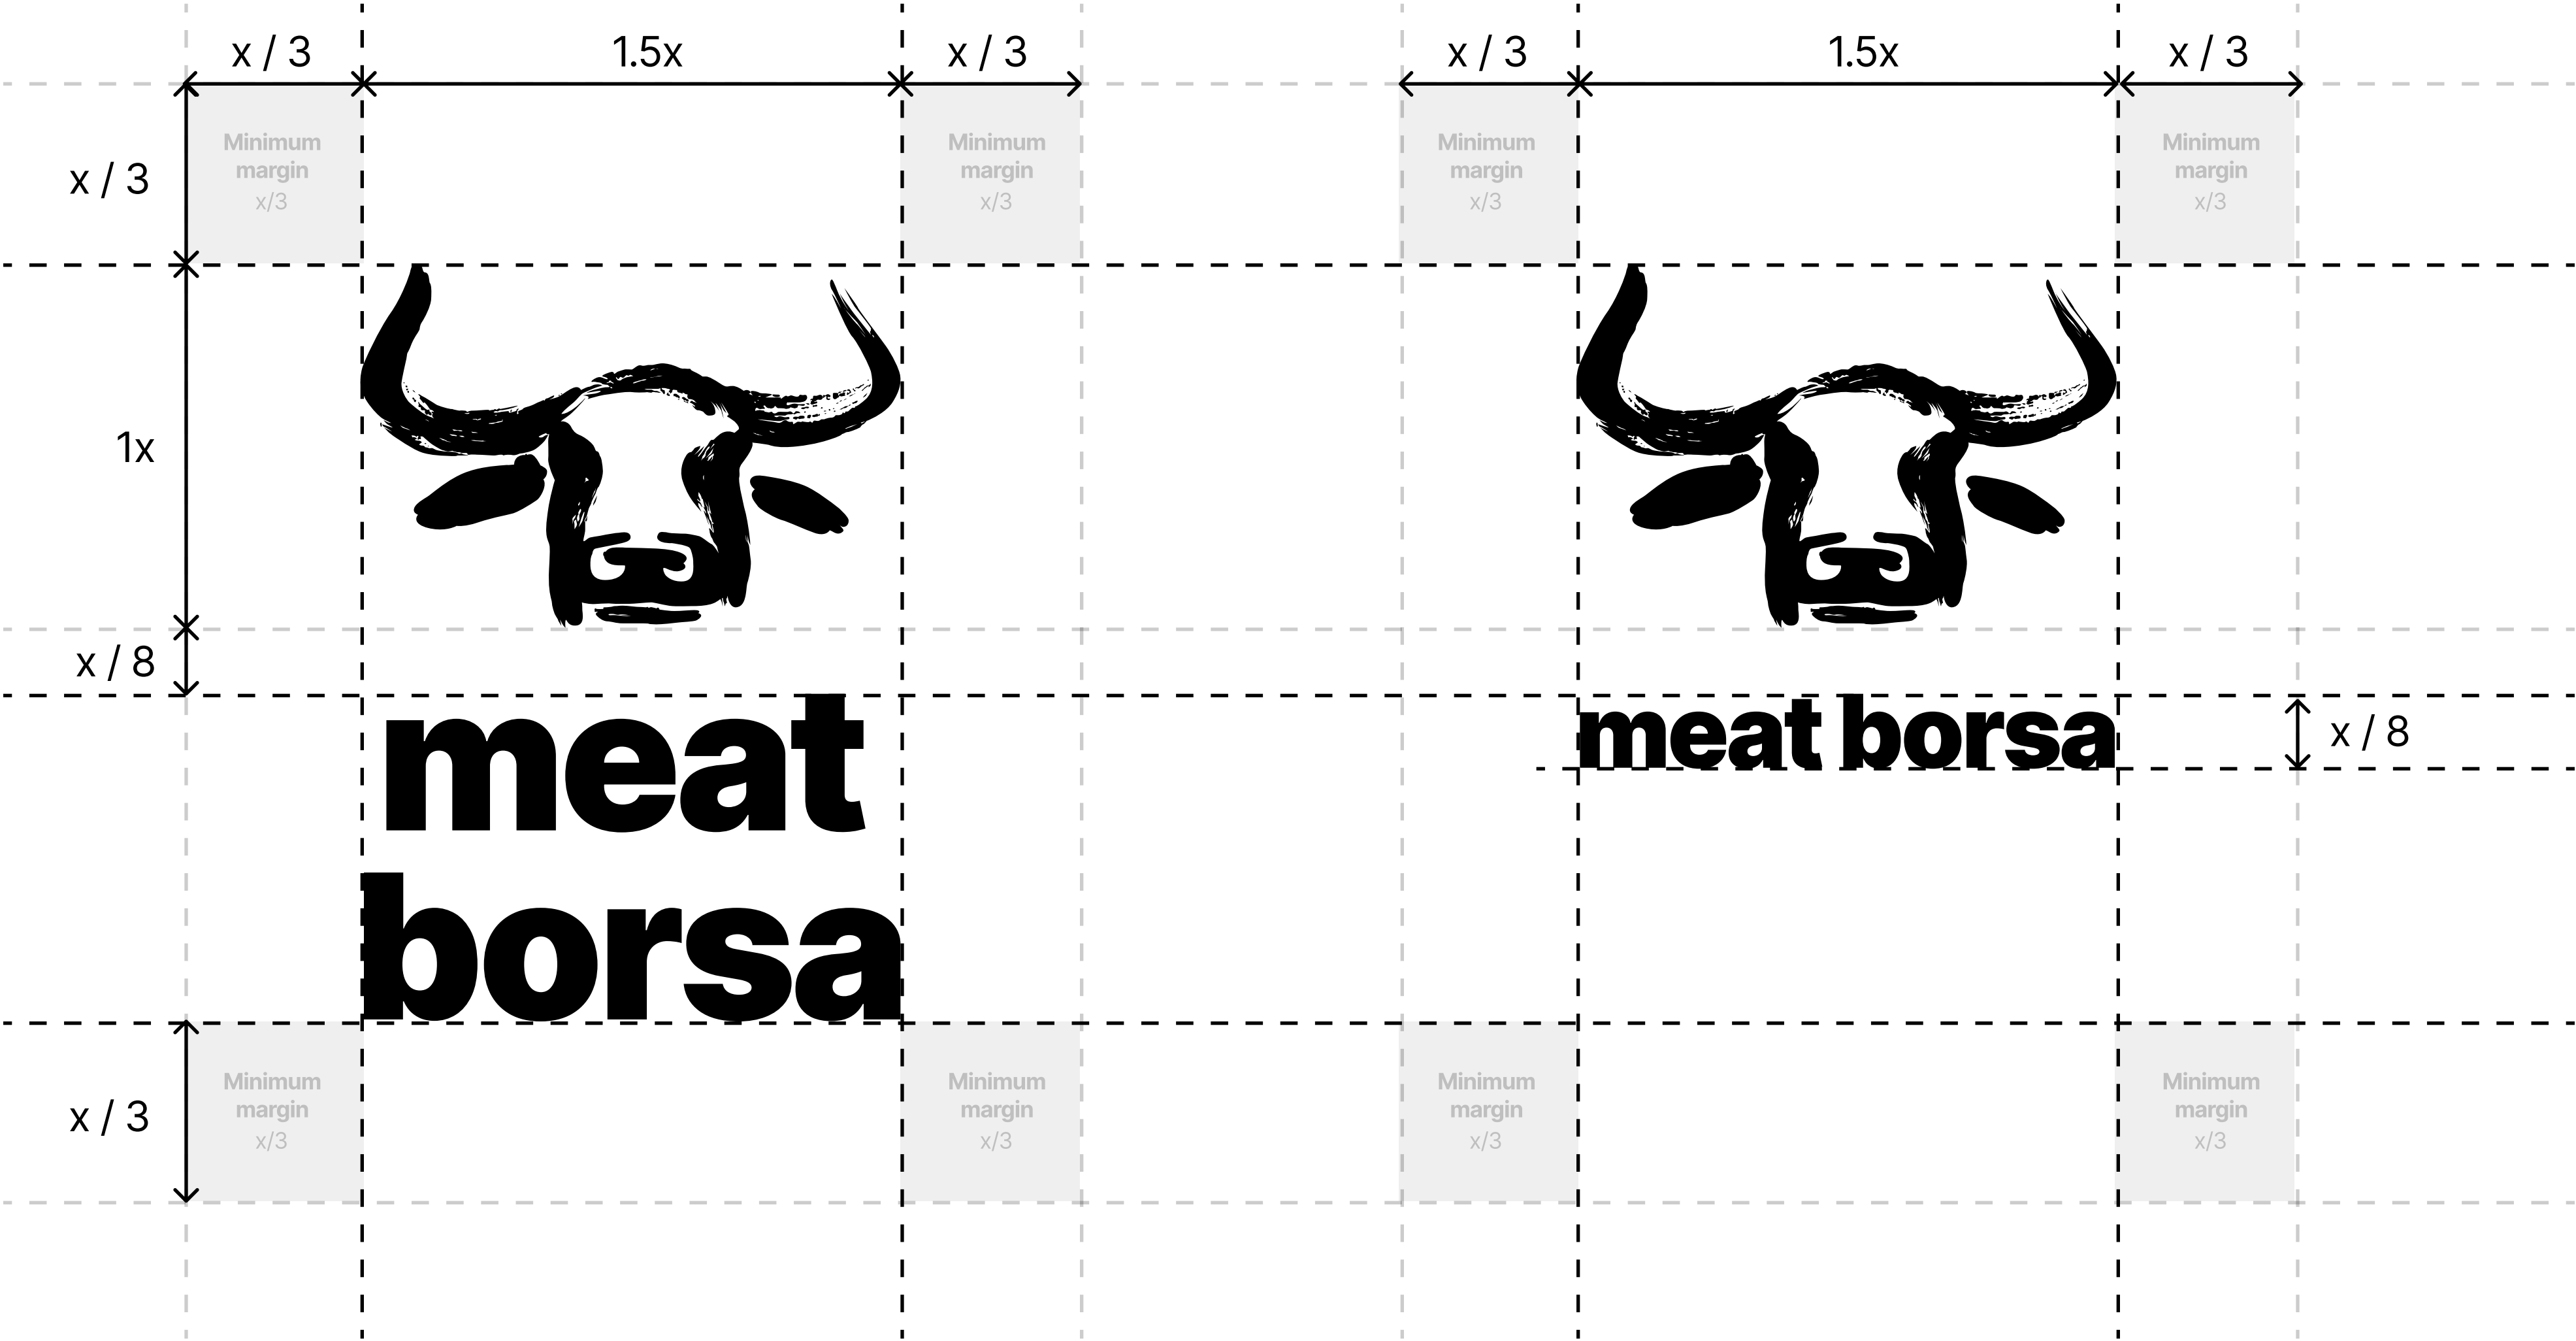 x / 3
1.5x
x / 3
x / 3
1.5x
x / 3
x / 3
Minimum
margin
x/3
Minimum
margin
x/3
Minimum
margin
x/3
Minimum
margin
x/3
1x
x / 8
meat
borsa
meat borsa
x / 8
x / 3
Minimum
margin
x/3
Minimum
margin
x/3
Minimum
margin
x/3
Minimum
margin
x/3